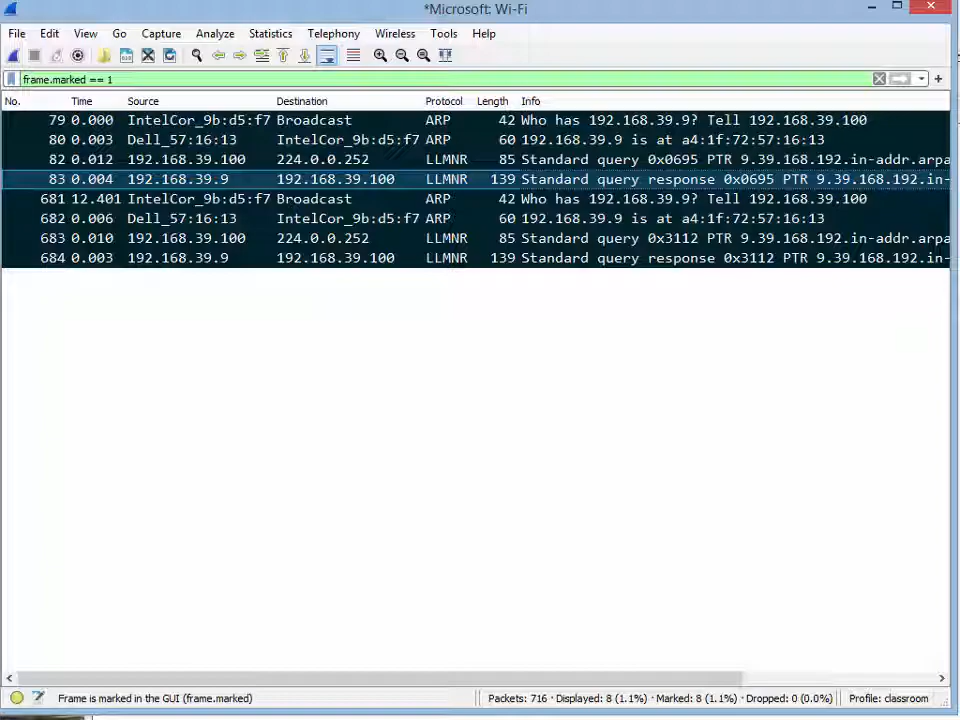 *Microsoft: Wi-Fi
File Edit View Go Capture Analyze Statistics Telephony Wireless Tools Help
frame.marked == 1
No. Time Source Destination Protocol Length Info
79 0.000 IntelCor_9b:d5:f7 Broadcast ARP 42 Who has 192.168.39.9? Tell 192.168.39.100
80 0.003 Dell_57:16:13 IntelCor_9b:d5:f7 ARP 60 192.168.39.9 is at a4:1f:72:57:16:13
82 0.012 192.168.39.100 224.0.0.252 LLMNR 85 Standard query 0x0695 PTR 9.39.168.192.in-addr.arpa
83 0.004 192.168.39.9 192.168.39.100 LLMNR 139 Standard query response 0x0695 PTR 9.39.168.192.in-
681 12.401 IntelCor_9b:d5:f7 Broadcast ARP 42 Who has 192.168.39.9? Tell 192.168.39.100
682 0.006 Dell_57:16:13 IntelCor_9b:d5:f7 ARP 60 192.168.39.9 is at a4:1f:72:57:16:13
683 0.010 192.168.39.100 224.0.0.252 LLMNR 85 Standard query 0x3112 PTR 9.39.168.192.in-addr.arpa
684 0.003 192.168.39.9 192.168.39.100 LLMNR 139 Standard query response 0x3112 PTR 9.39.168.192.in-
Frame is marked in the GUI (frame.marked) Packets: 716 · Displayed: 8 (1.1%) · Marked: 8 (1.1%) · Dropped: 0 (0.0%) Profile: classroom